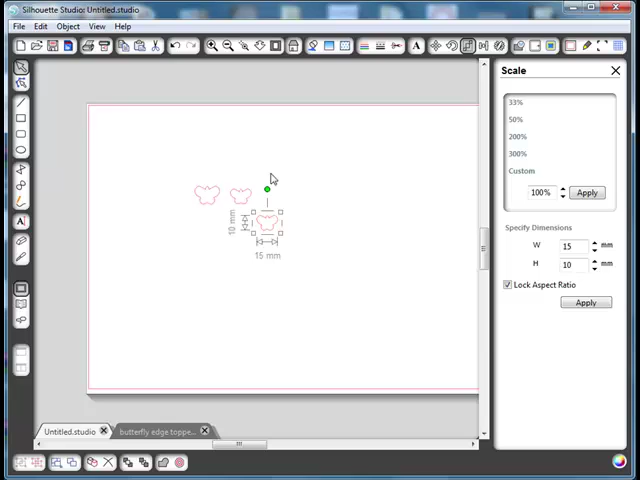 Silhouette Studio: Untitled.studio
File Edit Object View Help
Scale
33%
50%
200%
300%
Custom
100% Apply
Specify Dimensions
W 15 mm
H 10 mm
Lock Aspect Ratio
Apply
10 mm
15 mm
Untitled.studio
butterfly edge toppe...